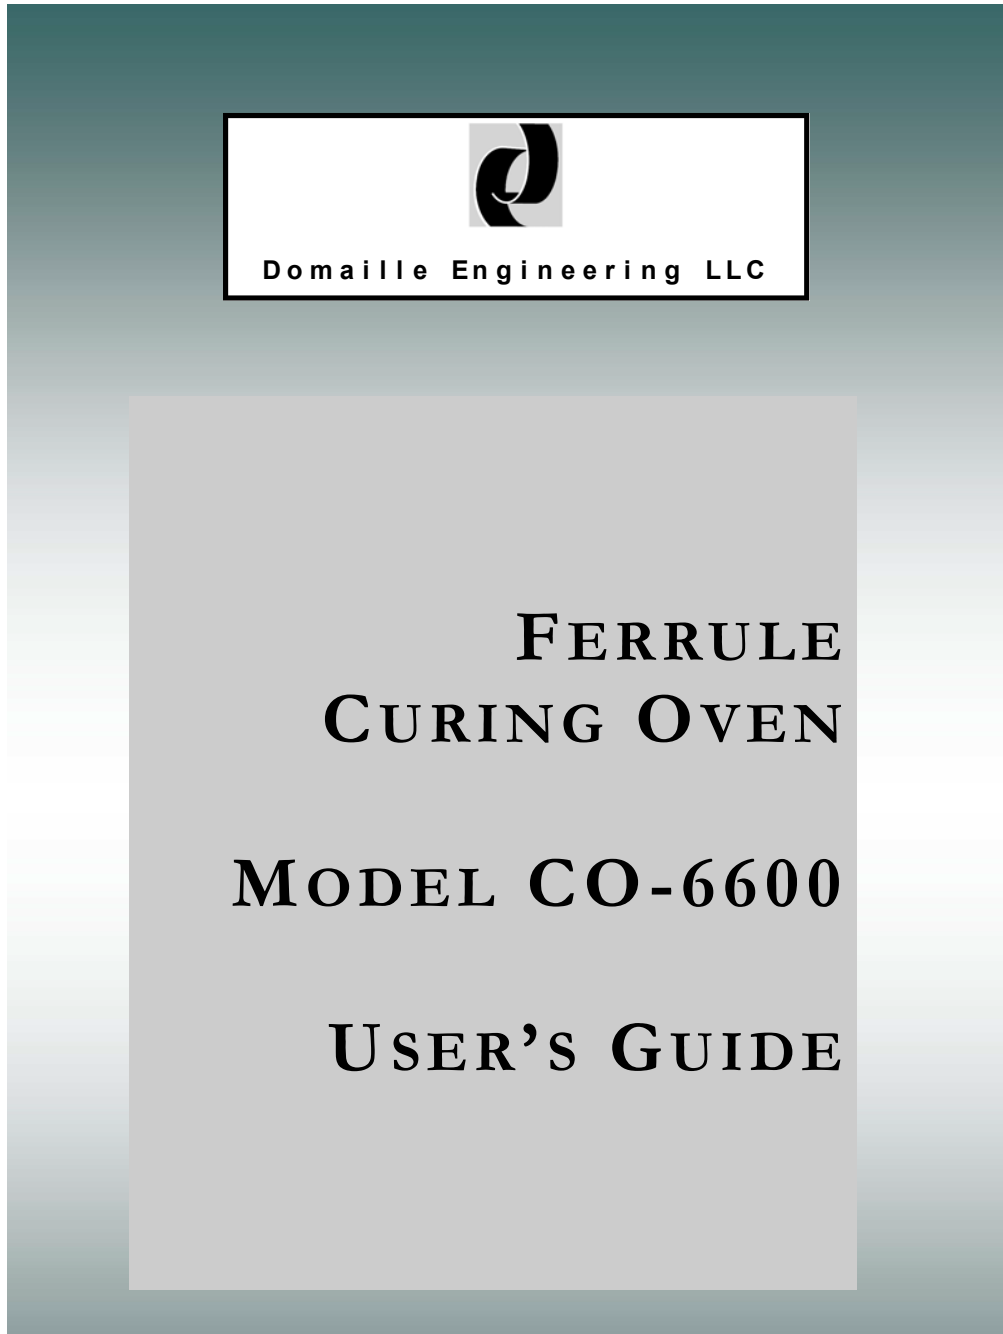 Domaille Engineering LLC
FERRULE
CURING OVEN
MODEL CO-6600
USER’S GUIDE